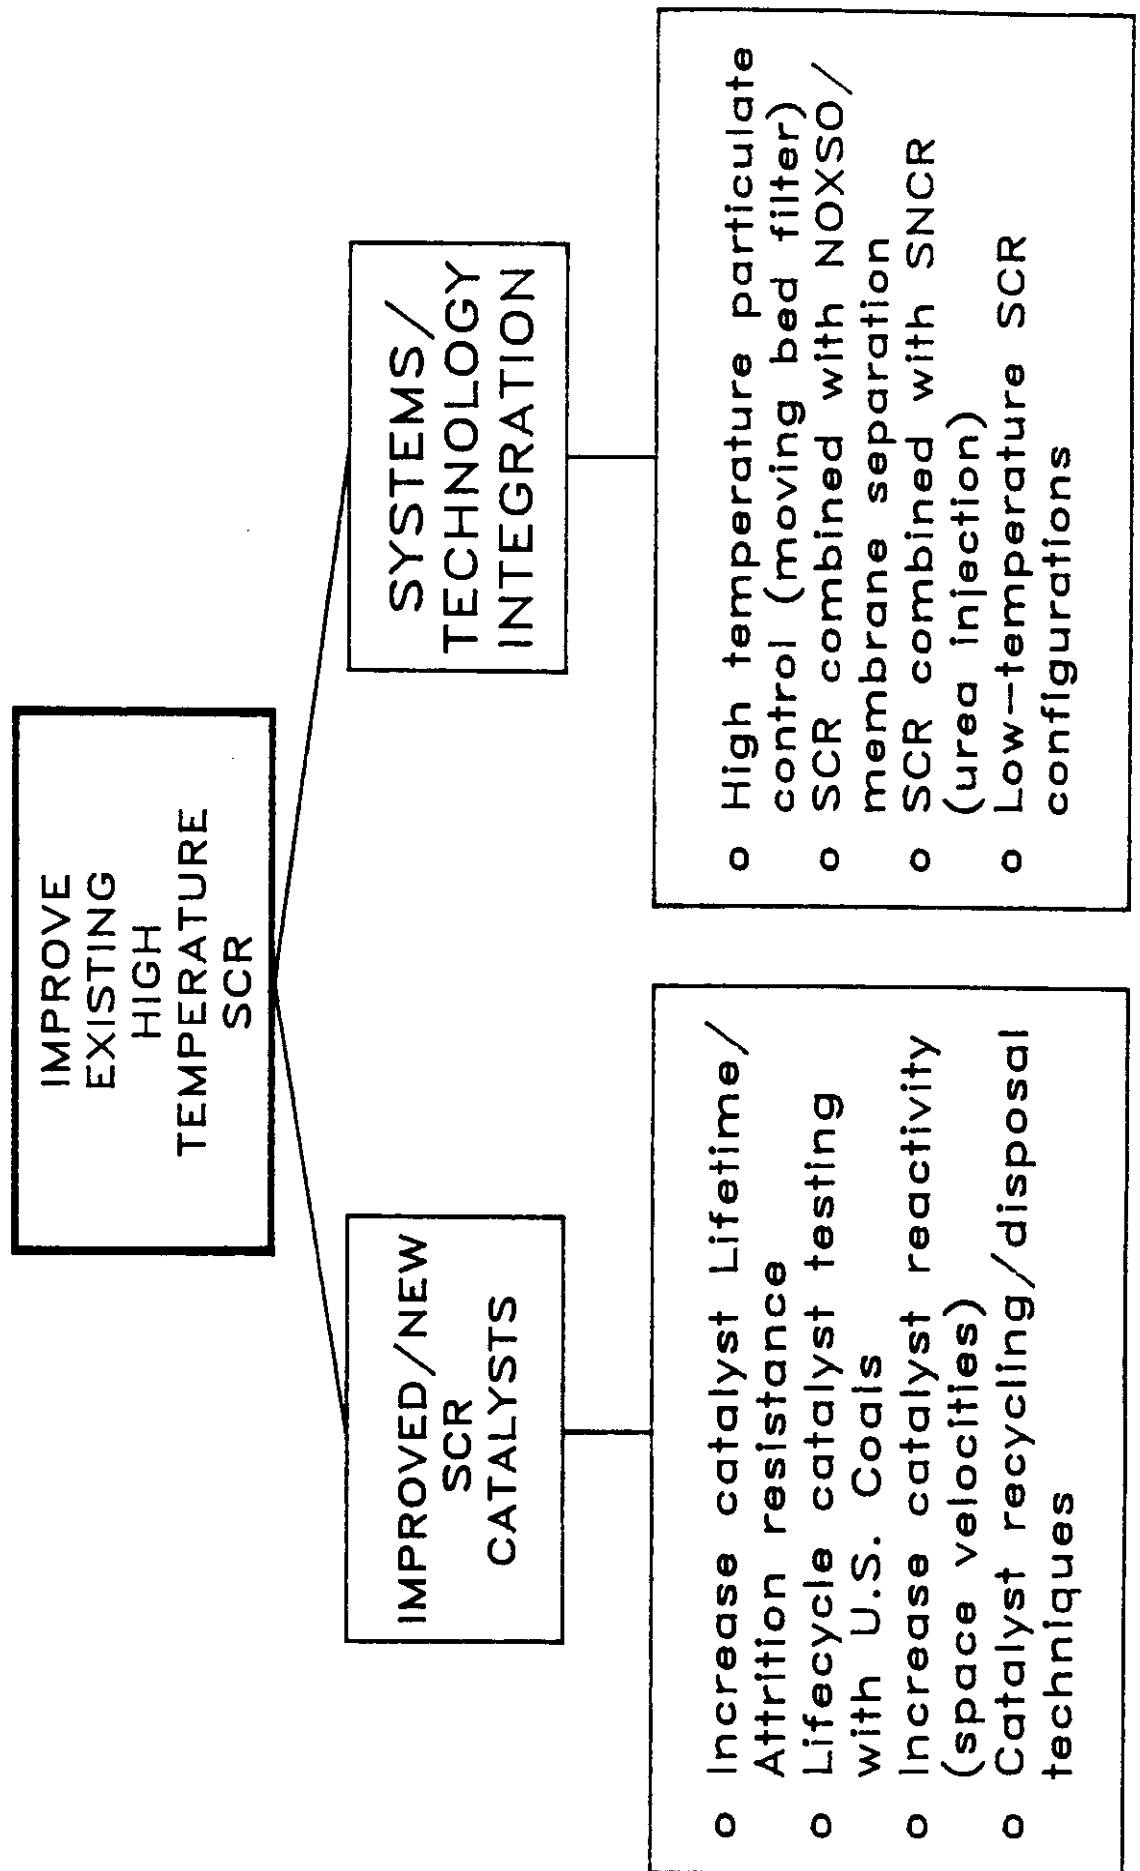 IMPROVE
EXISTING
HIGH
TEMPERATURE
SCR
IMPROVED/NEW
SCR
CATALYSTS
SYSTEMS/
TECHNOLOGY
INTEGRATION
o Increase catalyst Lifetime/
Attrition resistance
o Lifecycle catalyst testing
with U.S. Coals
o Increase catalyst reactivity
(space velocities)
o Catalyst recycling/disposal
techniques
o High temperature particulate
control (moving bed filter)
o SCR combined with NOXSO/
membrane separation
o SCR combined with SNCR
(urea injection)
o Low-temperature SCR
configurations